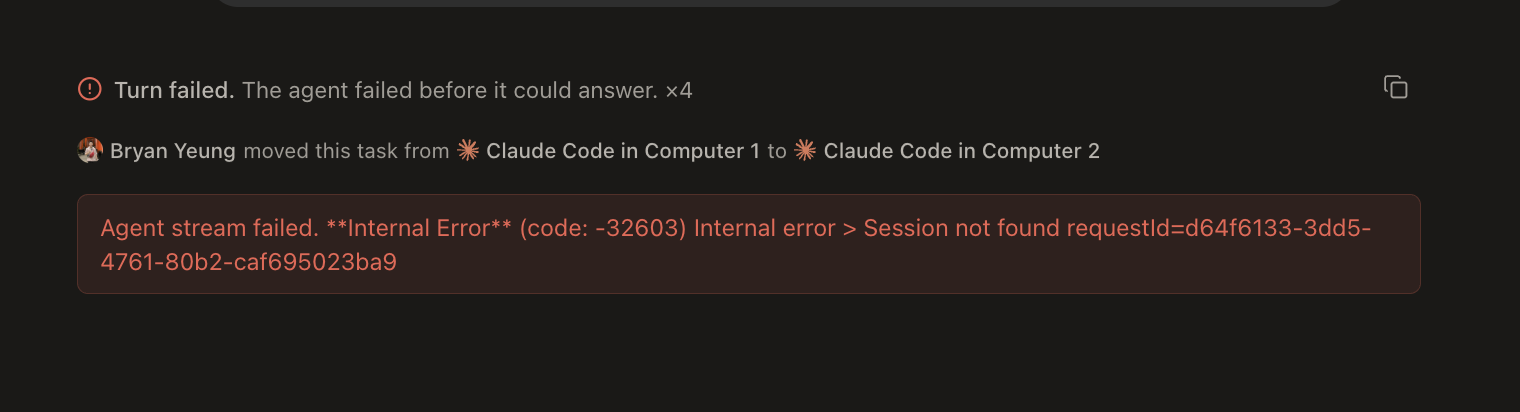 Turn failed. The agent failed before it could answer. ×4
Bryan Yeung moved this task from Claude Code in Computer 1 to Claude Code in Computer 2
Agent stream failed. **Internal Error** (code: -32603) Internal error > Session not found requestId=d64f6133-3dd5-
4761-80b2-caf695023ba9